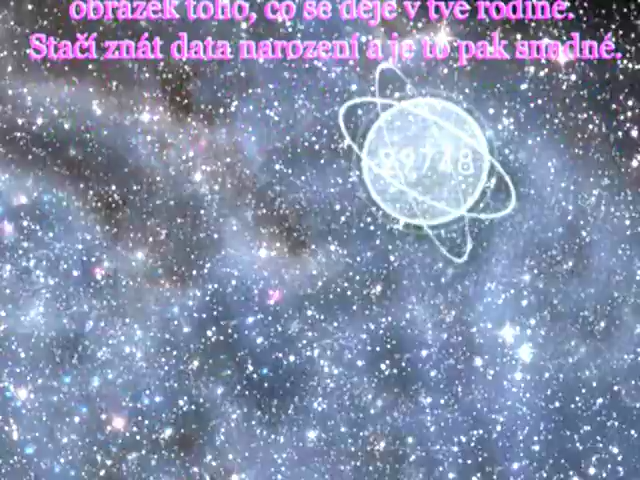 obrázek toho, co se děje v tvé rodině.
Stačí znát data narození a je to pak snadné.